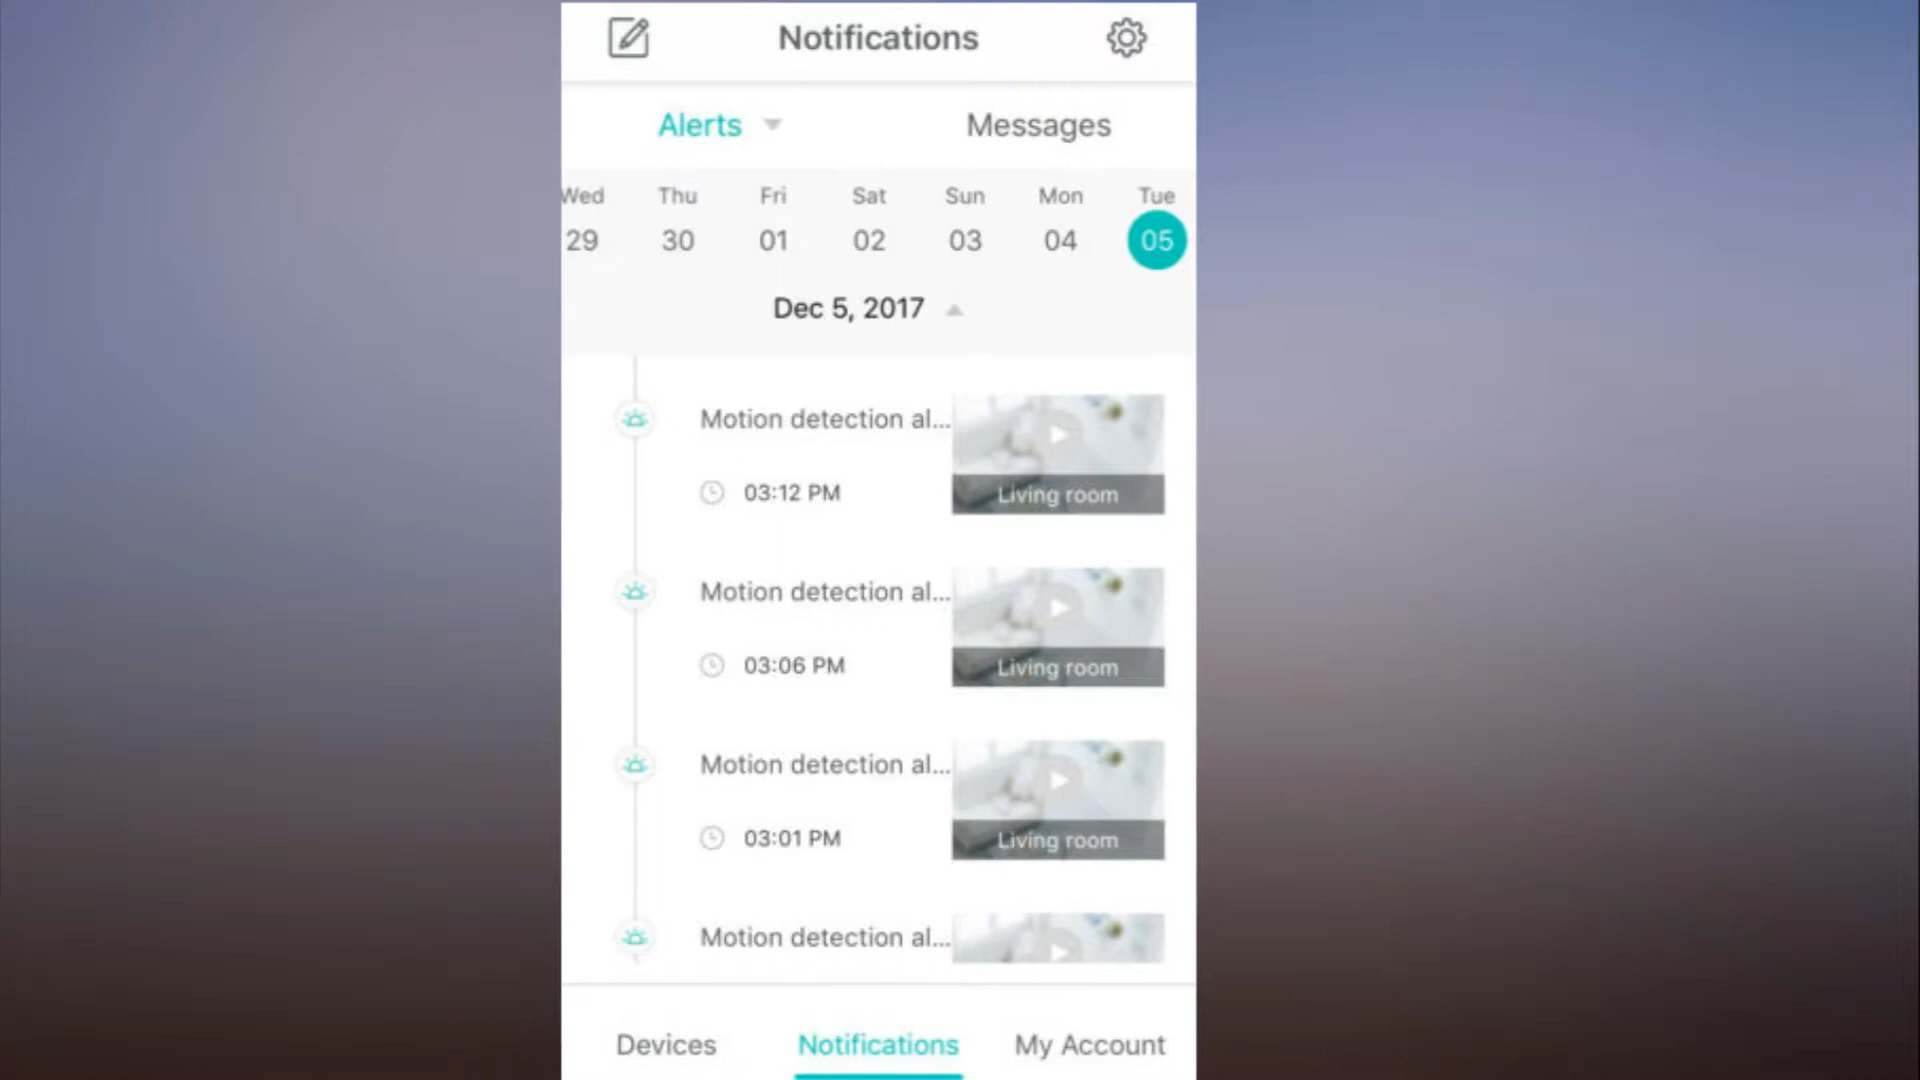 Notifications
Alerts Messages
Wed Thu Fri Sat Sun Mon Tue
29 30 01 02 03 04 05
Dec 5, 2017
Motion detection al...
03:12 PM
Living room
Motion detection al...
03:06 PM
Living room
Motion detection al...
03:01 PM
Living room
Motion detection al...
Devices Notifications My Account